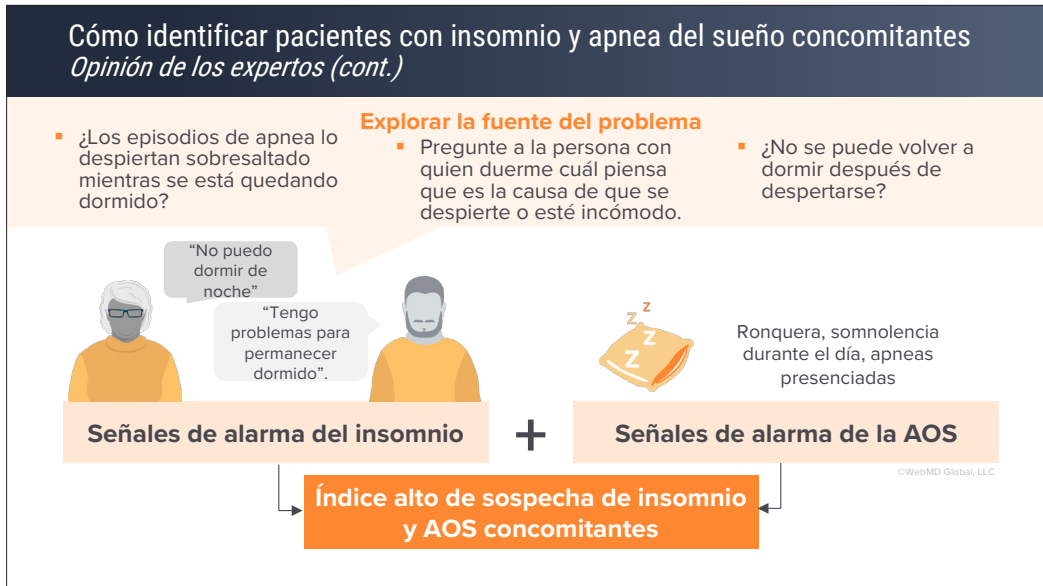 Cómo identificar pacientes con insomnio y apnea del sueño concomitantes
Opinión de los expertos (cont.)
Explorar la fuente del problema
▪ ¿Los episodios de apnea lo
despiertan sobresaltado
mientras se está quedando
dormido?
▪ Pregunte a la persona con
quien duerme cuál piensa
que es la causa de que se
despierte o esté incómodo.
▪ ¿No se puede volver a
dormir después de
despertarse?
“No puedo
dormir de
noche”
“Tengo
problemas para
permanecer
dormido”.
z z
z
Z
Ronquera, somnolencia
durante el día, apneas
presenciadas
Señales de alarma del insomnio
+
Señales de alarma de la AOS
©WebMD Global, LLC
Índice alto de sospecha de insomnio
y AOS concomitantes